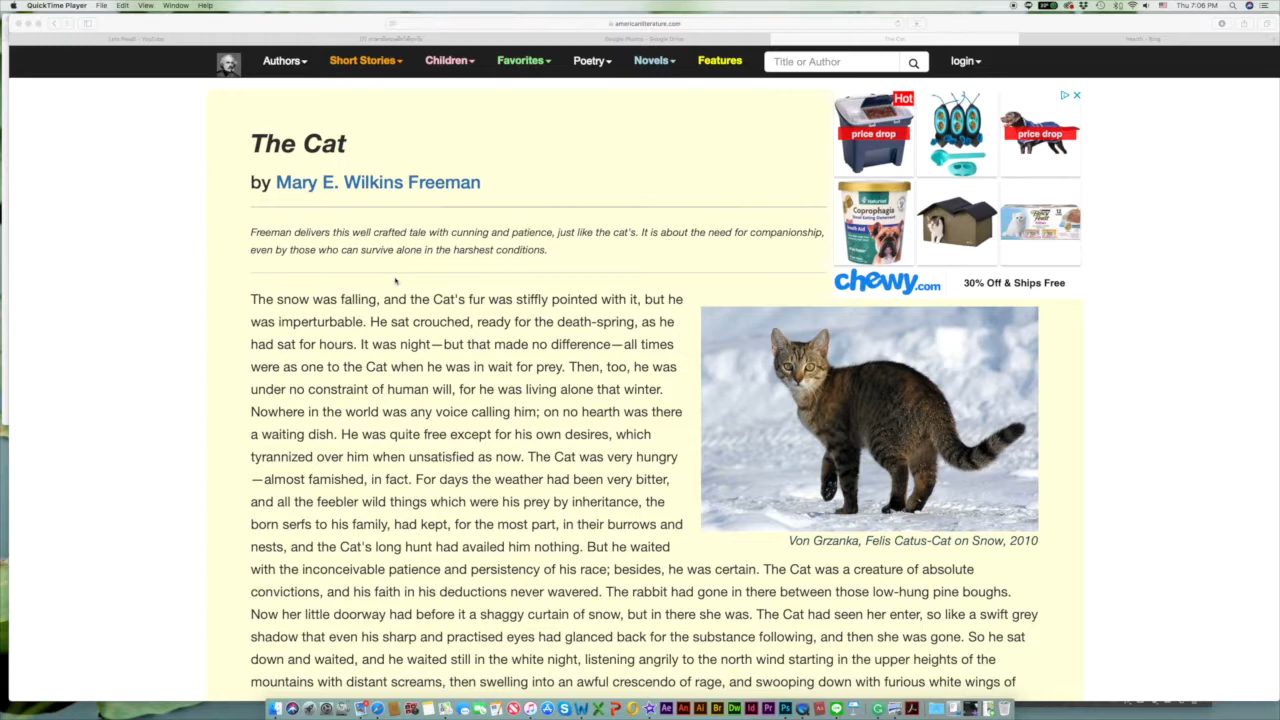 QuickTime Player File Edit View Window Help
Thu 7:06 PM
americanliterature.com
Lets Read! - YouTube
Google Photos - Google Drive
The Cat
Authors
Short Stories
Children
Favorites
Poetry
Novels
Features
Title or Author
login
The Cat
by Mary E. Wilkins Freeman
Freeman delivers this well crafted tale with cunning and patience, just like the cat's. It is about the need for companionship,
even by those who can survive alone in the harshest conditions.
Hot
price drop
price drop
Coprophagia
chewy.com
30% Off & Ships Free
The snow was falling, and the Cat's fur was stiffly pointed with it, but he
was imperturbable. He sat crouched, ready for the death-spring, as he
had sat for hours. It was night—but that made no difference—all times
were as one to the Cat when he was in wait for prey. Then, too, he was
under no constraint of human will, for he was living alone that winter.
Nowhere in the world was any voice calling him; on no hearth was there
a waiting dish. He was quite free except for his own desires, which
tyrannized over him when unsatisfied as now. The Cat was very hungry
—almost famished, in fact. For days the weather had been very bitter,
and all the feebler wild things which were his prey by inheritance, the
born serfs to his family, had kept, for the most part, in their burrows and
nests, and the Cat's long hunt had availed him nothing. But he waited
with the inconceivable patience and persistency of his race; besides, he was certain. The Cat was a creature of absolute
convictions, and his faith in his deductions never wavered. The rabbit had gone in there between those low-hung pine boughs.
Now her little doorway had before it a shaggy curtain of snow, but in there she was. The Cat had seen her enter, so like a swift grey
shadow that even his sharp and practised eyes had glanced back for the substance following, and then she was gone. So he sat
down and waited, and he waited still in the white night, listening angrily to the north wind starting in the upper heights of the
mountains with distant screams, then swelling into an awful crescendo of rage, and swooping down with furious white wings of
Von Grzanka, Felis Catus-Cat on Snow, 2010